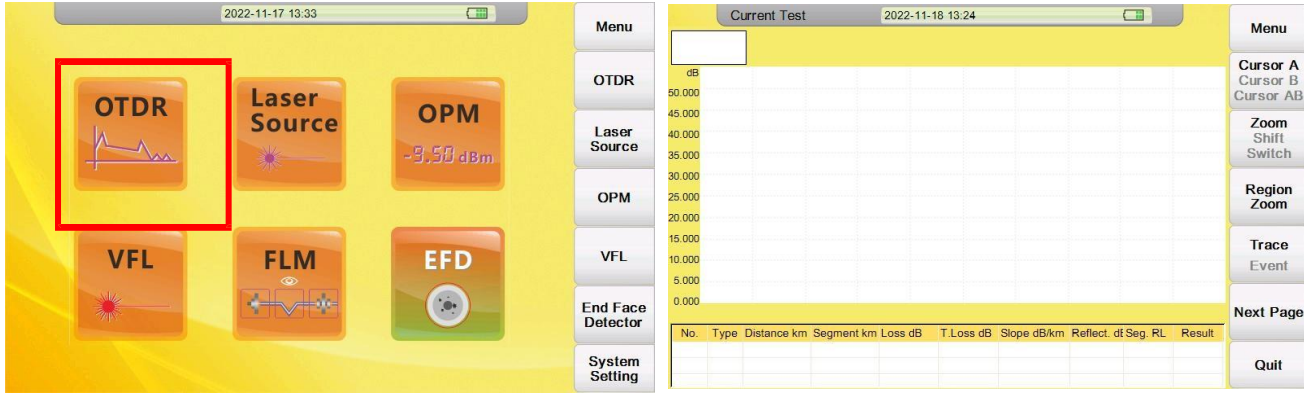 2022-11-17 13:33
OTDR
Laser
Source
OPM
-9.50 dBm
VFL
FLM
EFD
Menu
OTDR
Laser
Source
OPM
VFL
End Face
Detector
System
Setting
Current Test
2022-11-18 13:24
dB
50.000
45.000
40.000
35.000
30.000
25.000
20.000
15.000
10.000
5.000
0.000
No. Type Distance km Segment km Loss dB T.Loss dB Slope dB/km Reflect. dE Seg. RL Result
Menu
Cursor A
Cursor B
Cursor AB
Zoom
Shift
Switch
Region
Zoom
Trace
Event
Next Page
Quit